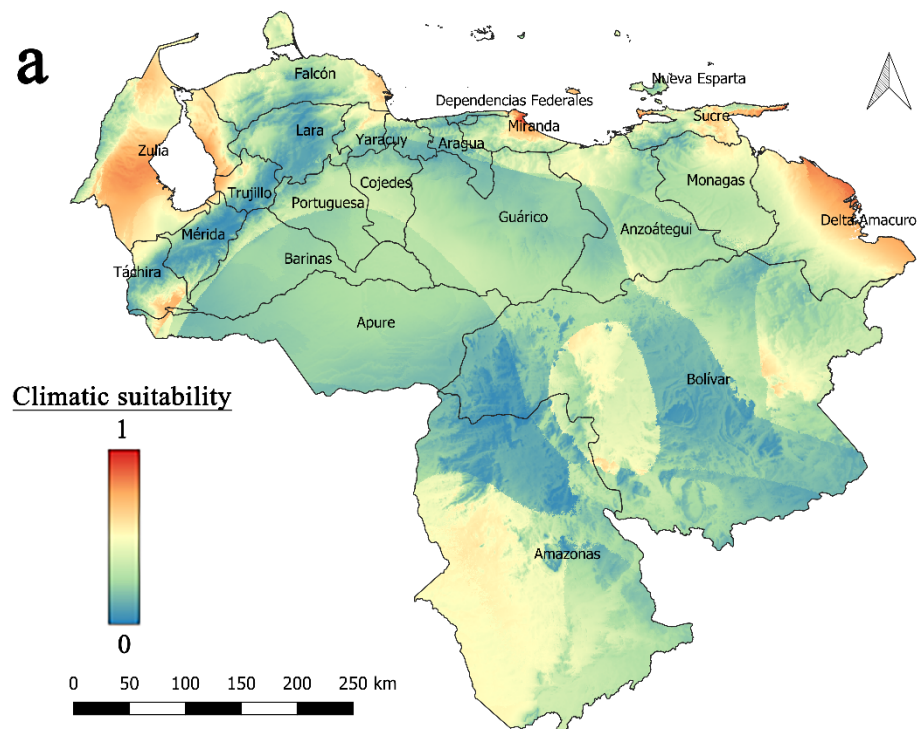 a
Falcón
Nueva Esparta
Dependencias Federales
Sucre
Miranda
Lara
Yaracuy
Aragua
Zulia
Monagas
Trujillo
Cojedes
Portuguesa
Guárico
Delta Amacuro
Anzoátegui
Mérida
Barinas
Táchira
Apure
Bolívar
Climatic suitability
1
Amazonas
0
0 50 100 150 200 250 km